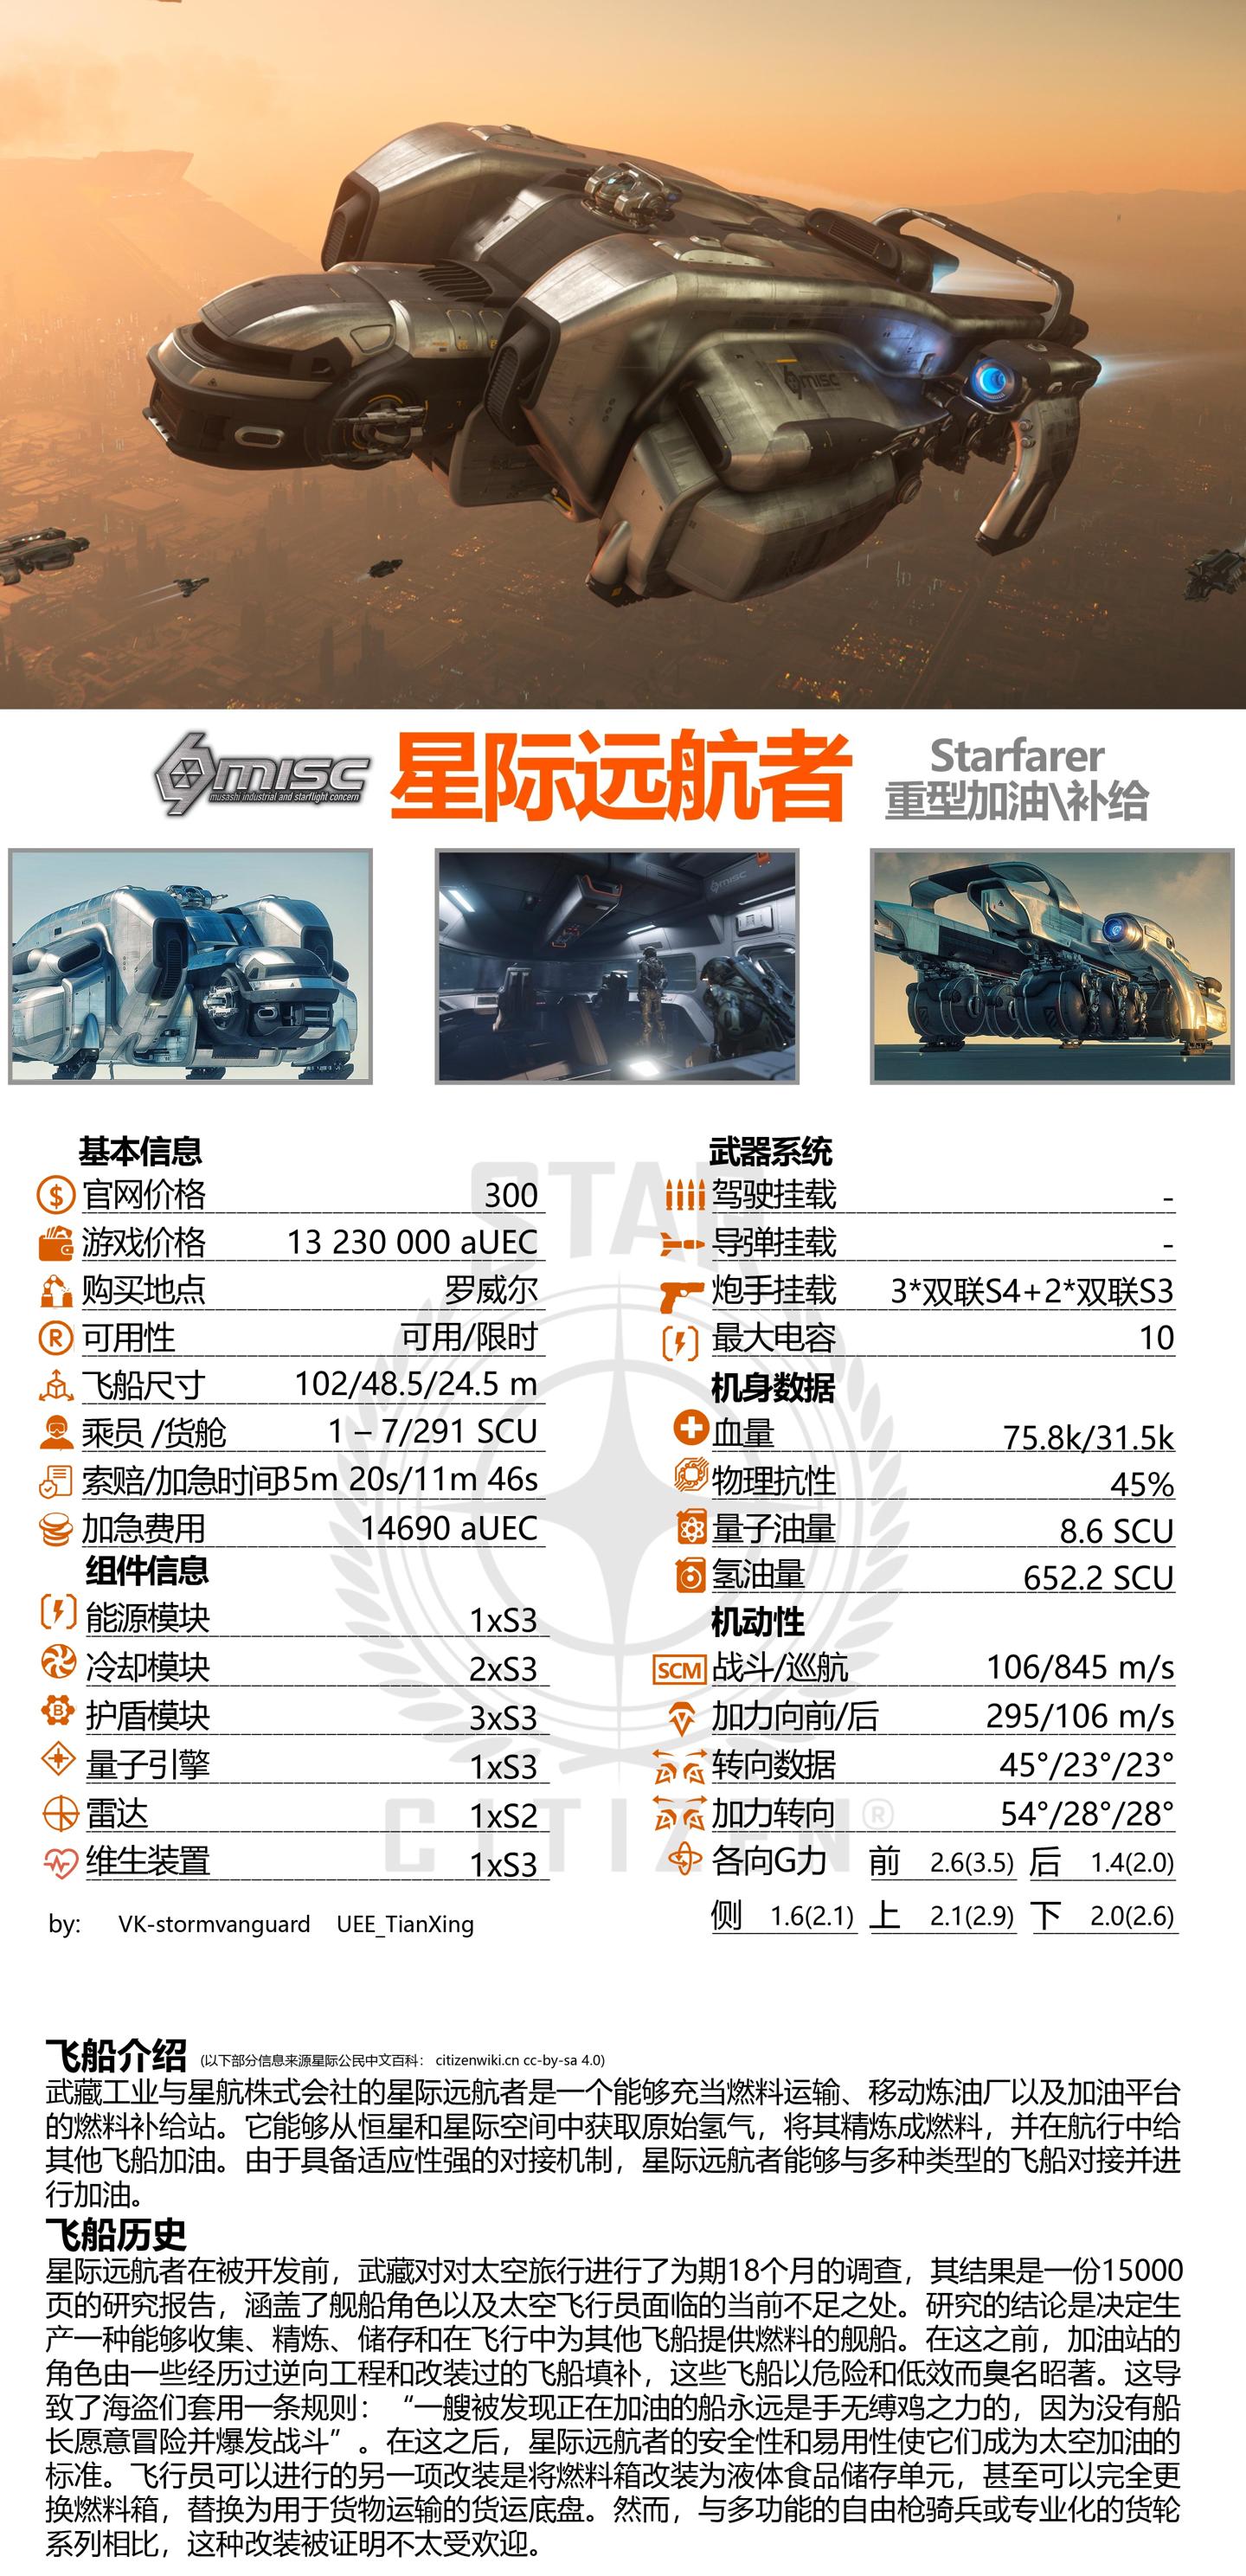 misc
musashi industrial and starflight concern
星际远航者
Starfarer
重型加油\补给
基本信息
官网价格 300
游戏价格 13 230 000 aUEC
购买地点 罗威尔
可用性 可用/限时
飞船尺寸 102/48.5/24.5 m
乘员 /货舱 1 – 7/291 SCU
索赔/加急时间 35m 20s/11m 46s
加急费用 14690 aUEC
组件信息
能源模块 1xS3
冷却模块 2xS3
护盾模块 3xS3
量子引擎 1xS3
雷达 1xS2
维生装置 1xS3
by: VK-stormvanguard UEE_TianXing
武器系统
驾驶挂载 -
导弹挂载 -
炮手挂载 3*双联S4+2*双联S3
最大电容 10
机身数据
血量 75.8k/31.5k
物理抗性 45%
量子油量 8.6 SCU
氢油量 652.2 SCU
机动性
SCM 战斗/巡航 106/845 m/s
加力向前/后 295/106 m/s
转向数据 45°/23°/23°
加力转向 54°/28°/28°
各向G力 前 2.6(3.5) 后 1.4(2.0)
侧 1.6(2.1) 上 2.1(2.9) 下 2.0(2.6)
STAR
CITIZEN®
飞船介绍 (以下部分信息来源星际公民中文百科： citizenwiki.cn cc-by-sa 4.0)
武藏工业与星航株式会社的星际远航者是一个能够充当燃料运输、移动炼油厂以及加油平台
的燃料补给站。它能够从恒星和星际空间中获取原始氢气，将其精炼成燃料，并在航行中给
其他飞船加油。由于具备适应性强的对接机制，星际远航者能够与多种类型的飞船对接并进
行加油。
飞船历史
星际远航者在被开发前，武藏对对太空旅行进行了为期18个月的调查，其结果是一份15000
页的研究报告，涵盖了舰船角色以及太空飞行员面临的当前不足之处。研究的结论是决定生
产一种能够收集、精炼、储存和在飞行中为其他飞船提供燃料的舰船。在这之前，加油站的
角色由一些经历过逆向工程和改装过的飞船填补，这些飞船以危险和低效而臭名昭著。这导
致了海盗们套用一条规则：“一艘被发现正在加油的船永远是手无缚鸡之力的，因为没有船
长愿意冒险并爆发战斗”。在这之后，星际远航者的安全性和易用性使它们成为太空加油的
标准。飞行员可以进行的另一项改装是将燃料箱改装为液体食品储存单元，甚至可以完全更
换燃料箱，替换为用于货物运输的货运底盘。然而，与多功能的自由枪骑兵或专业化的货轮
系列相比，这种改装被证明不太受欢迎。